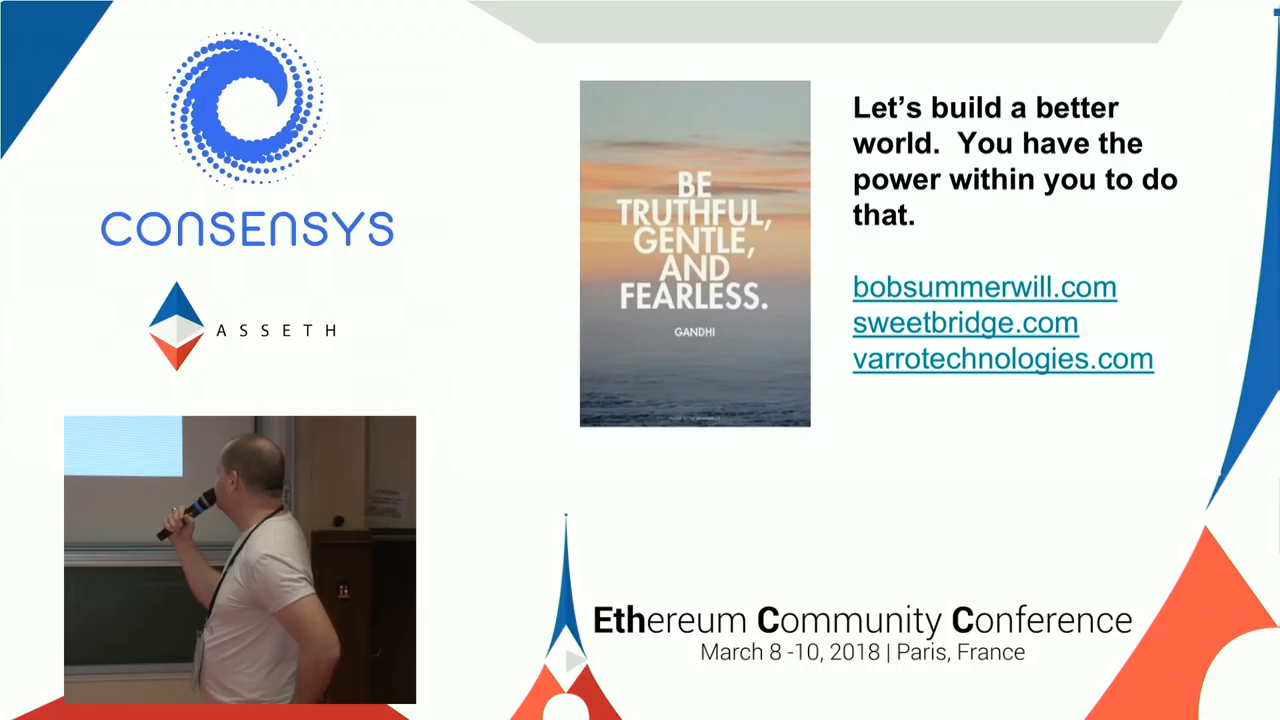 CONSENSYS
ASSETH
BE
TRUTHFUL,
GENTLE,
AND
FEARLESS.
GANDHI
Let’s build a better
world.  You have the
power within you to do
that.
bobsummerwill.com
sweetbridge.com
varrotechnologies.com
Ethereum Community Conference
March 8 -10, 2018 | Paris, France